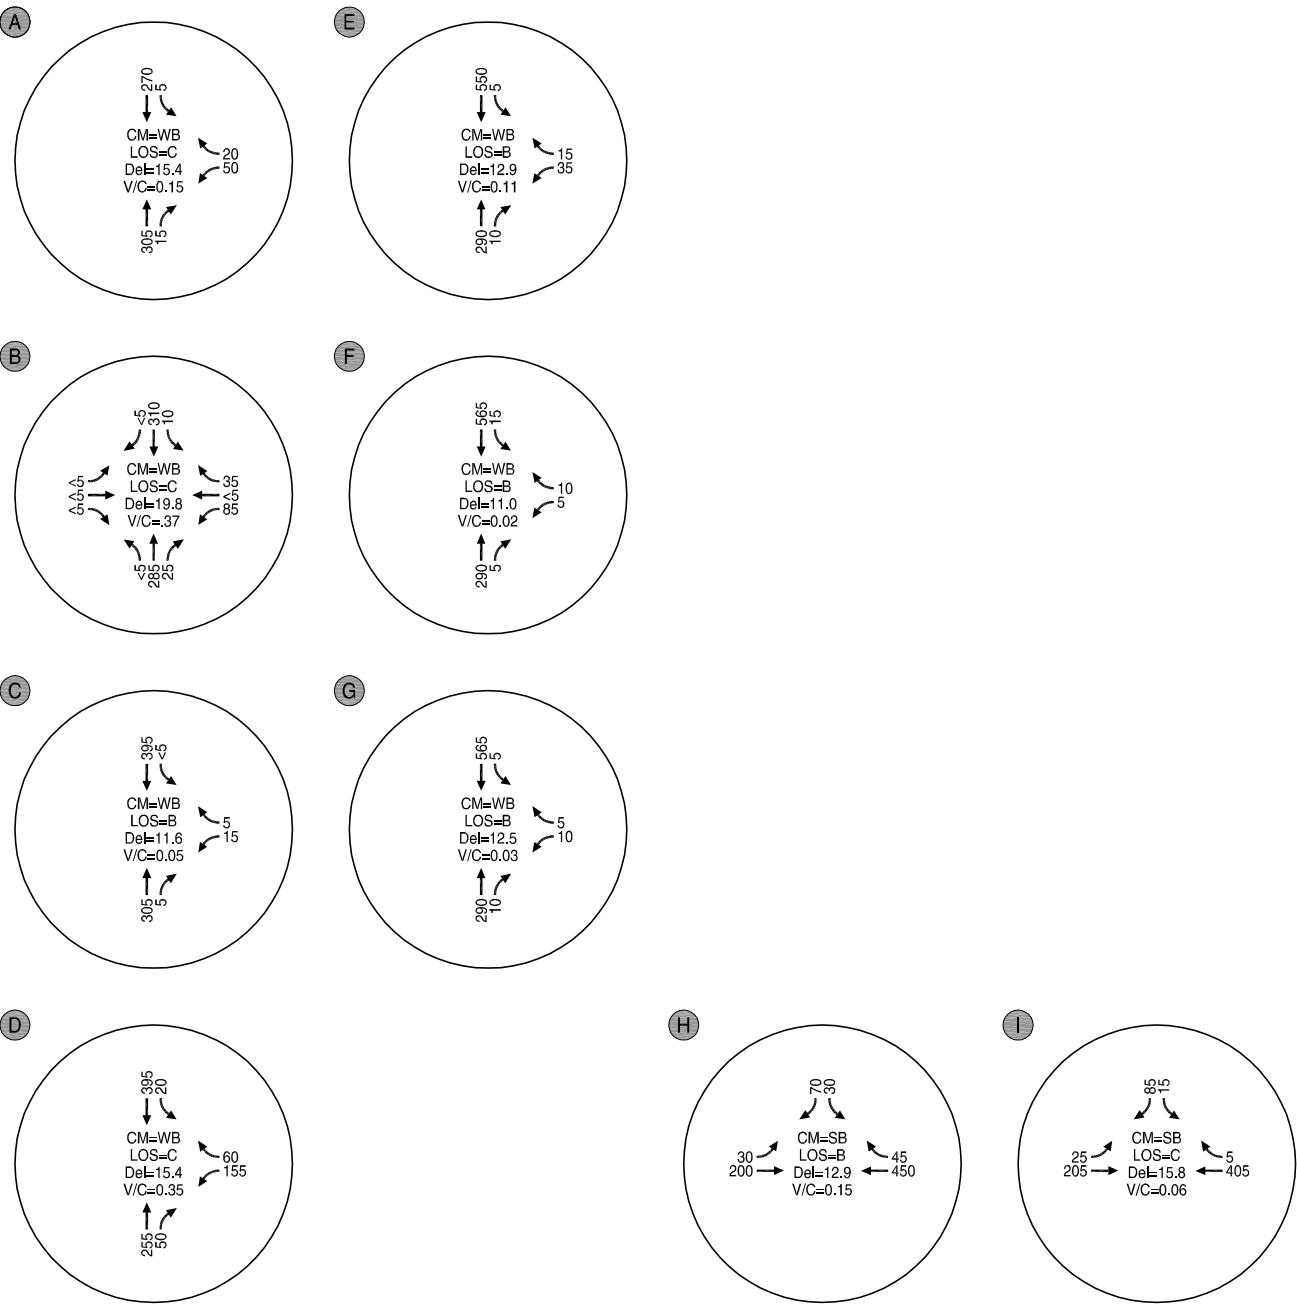 A
270
5
CM=WB
LOS=C
Del=15.4
V/C=0.15
20
50
305
15
E
550
5
CM=WB
LOS=B
Del=12.9
V/C=0.11
15
35
290
10
B
<5
310
10
<5
<5
<5
CM=WB
LOS=C
Del=19.8
V/C=.37
35
<5
85
<5
285
25
F
565
15
CM=WB
LOS=B
Del=11.0
V/C=0.02
10
5
290
5
C
395
<5
CM=WB
LOS=B
Del=11.6
V/C=0.05
5
15
305
5
G
565
5
CM=WB
LOS=B
Del=12.5
V/C=0.03
5
10
290
10
D
395
20
CM=WB
LOS=C
Del=15.4
V/C=0.35
60
155
255
50
H
70
30
30
200
CM=SB
LOS=B
Del=12.9
V/C=0.15
45
450
I
85
15
25
205
CM=SB
LOS=C
Del=15.8
V/C=0.06
5
405